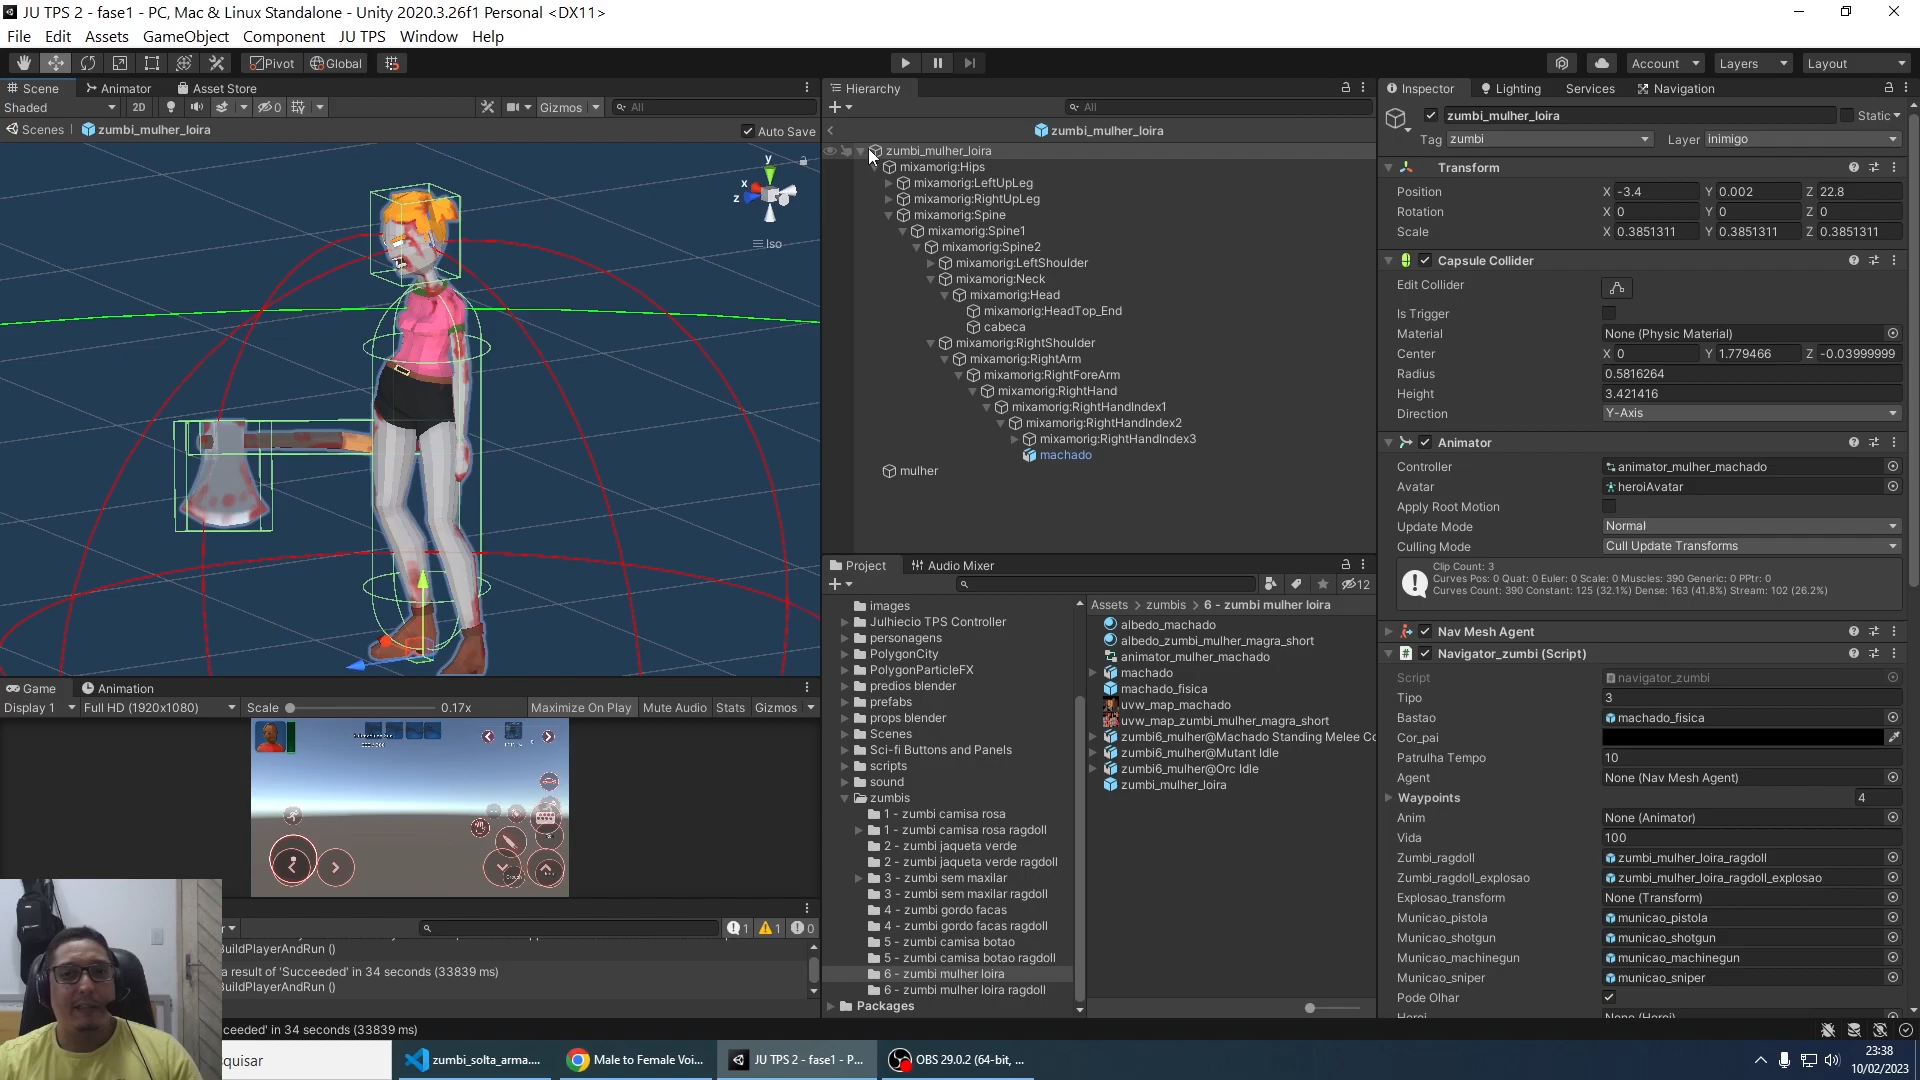 JU TPS 2 - fase1 - PC, Mac & Linux Standalone - Unity 2020.3.26f1 Personal <DX11>
File Edit Assets GameObject Component JU TPS Window Help
Pivot Global Account Layers Layout
Scene Animator Asset Store
Shaded 2D 0 Gizmos All
Scenes zumbi_mulher_loira Auto Save
y
x
z
Iso
Game Animation
Display 1 Full HD (1920x1080) Scale 0.17x Maximize On Play Mute Audio Stats Gizmos
1 1 0
BuildPlayerAndRun ()
a result of 'Succeeded' in 34 seconds (33839 ms)
BuildPlayerAndRun ()
ceeded' in 34 seconds (33839 ms)
Hierarchy
All
zumbi_mulher_loira
zumbi_mulher_loira
mixamorig:Hips
mixamorig:LeftUpLeg
mixamorig:RightUpLeg
mixamorig:Spine
mixamorig:Spine1
mixamorig:Spine2
mixamorig:LeftShoulder
mixamorig:Neck
mixamorig:Head
mixamorig:HeadTop_End
cabeca
mixamorig:RightShoulder
mixamorig:RightArm
mixamorig:RightForeArm
mixamorig:RightHand
mixamorig:RightHandIndex1
mixamorig:RightHandIndex2
mixamorig:RightHandIndex3
machado
mulher
Project Audio Mixer
12
images
Julhiecio TPS Controller
personagens
PolygonCity
PolygonParticleFX
predios blender
prefabs
props blender
Scenes
Sci-fi Buttons and Panels
scripts
sound
zumbis
1 - zumbi camisa rosa
1 - zumbi camisa rosa ragdoll
2 - zumbi jaqueta verde
2 - zumbi jaqueta verde ragdoll
3 - zumbi sem maxilar
3 - zumbi sem maxilar ragdoll
4 - zumbi gordo facas
4 - zumbi gordo facas ragdoll
5 - zumbi camisa botao
5 - zumbi camisa botao ragdoll
6 - zumbi mulher loira
6 - zumbi mulher loira ragdoll
Packages
Assets > zumbis > 6 - zumbi mulher loira
albedo_machado
albedo_zumbi_mulher_magra_short
animator_mulher_machado
machado
machado_fisica
uvw_map_machado
uvw_map_zumbi_mulher_magra_short
zumbi6_mulher@Machado Standing Melee Co
zumbi6_mulher@Mutant Idle
zumbi6_mulher@Orc Idle
zumbi_mulher_loira
Inspector Lighting Services Navigation
zumbi_mulher_loira Static
Tag zumbi Layer inimigo
Transform
Position X -3.4 Y 0.002 Z 22.8
Rotation X 0 Y 0 Z 0
Scale X 0.3851311 Y 0.3851311 Z 0.3851311
Capsule Collider
Edit Collider
Is Trigger
Material None (Physic Material)
Center X 0 Y 1.779466 Z -0.03999999
Radius 0.5816264
Height 3.421416
Direction Y-Axis
Animator
Controller animator_mulher_machado
Avatar heroiAvatar
Apply Root Motion
Update Mode Normal
Culling Mode Cull Update Transforms
Clip Count: 3
Curves Pos: 0 Quat: 0 Euler: 0 Scale: 0 Muscles: 390 Generic: 0 PPtr: 0
Curves Count: 390 Constant: 125 (32.1%) Dense: 163 (41.8%) Stream: 102 (26.2%)
Nav Mesh Agent
Navigator_zumbi (Script)
Script navigator_zumbi
Tipo 3
Bastao machado_fisica
Cor_pai
Patrulha Tempo 10
Agent None (Nav Mesh Agent)
Waypoints 4
Anim None (Animator)
Vida 100
Zumbi_ragdoll zumbi_mulher_loira_ragdoll
Zumbi_ragdoll_explosao zumbi_mulher_loira_ragdoll_explosao
Explosao_transform None (Transform)
Municao_pistola municao_pistola
Municao_shotgun municao_shotgun
Municao_machinegun municao_machinegun
Municao_sniper municao_sniper
Pode Olhar
Heroi None (Heroi)
squisar zumbi_solta_arma.... Male to Female Voi... JU TPS 2 - fase1 - P... OBS 29.0.2 (64-bit, ...
23:38
10/02/2023